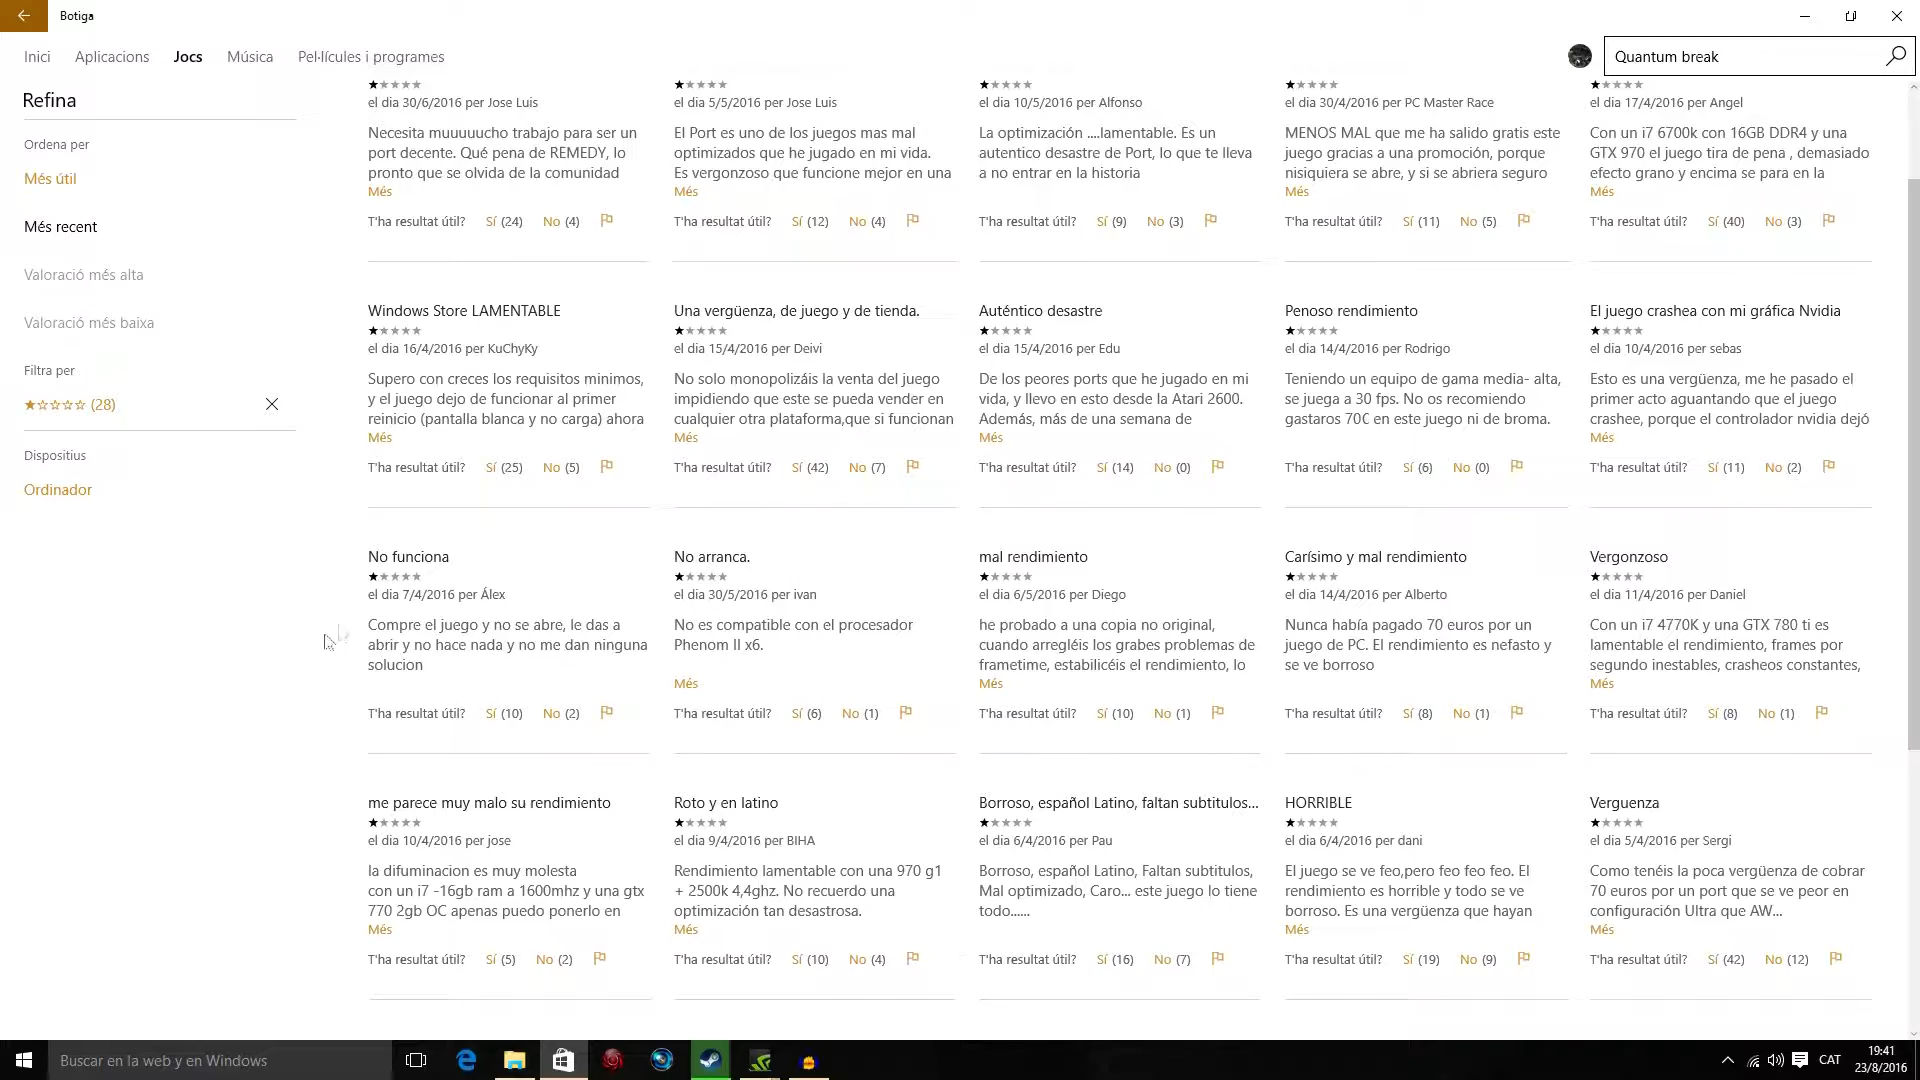 Botiga
Inici Aplicacions Jocs Música Pel·lícules i programes
Quantum break
Refina
Ordena per
Més útil
Més recent
Valoració més alta
Valoració més baixa
Filtra per
(28)
Dispositius
Ordinador
el dia 30/6/2016 per Jose Luis
Necesita muuuuucho trabajo para ser un
port decente. Qué pena de REMEDY, lo
pronto que se olvida de la comunidad
Més
T'ha resultat útil? Sí (24) No (4)
el dia 5/5/2016 per Jose Luis
El Port es uno de los juegos mas mal
optimizados que he jugado en mi vida.
Es vergonzoso que funcione mejor en una
Més
T'ha resultat útil? Sí (12) No (4)
el dia 10/5/2016 per Alfonso
La optimización ....lamentable. Es un
autentico desastre de Port, lo que te lleva
a no entrar en la historia
T'ha resultat útil? Sí (9) No (3)
el dia 30/4/2016 per PC Master Race
MENOS MAL que me ha salido gratis este
juego gracias a una promoción, porque
nisiquiera se abre, y si se abriera seguro
Més
T'ha resultat útil? Sí (11) No (5)
el dia 17/4/2016 per Angel
Con un i7 6700k con 16GB DDR4 y una
GTX 970 el juego tira de pena , demasiado
efecto grano y encima se para en la
Més
T'ha resultat útil? Sí (40) No (3)
Windows Store LAMENTABLE
el dia 16/4/2016 per KuChyKy
Supero con creces los requisitos minimos,
y el juego dejo de funcionar al primer
reinicio (pantalla blanca y no carga) ahora
Més
T'ha resultat útil? Sí (25) No (5)
Una vergüenza, de juego y de tienda.
el dia 15/4/2016 per Deivi
No solo monopolizáis la venta del juego
impidiendo que este se pueda vender en
cualquier otra plataforma,que si funcionan
Més
T'ha resultat útil? Sí (42) No (7)
Auténtico desastre
el dia 15/4/2016 per Edu
De los peores ports que he jugado en mi
vida, y llevo en esto desde la Atari 2600.
Además, más de una semana de
Més
T'ha resultat útil? Sí (14) No (0)
Penoso rendimiento
el dia 14/4/2016 per Rodrigo
Teniendo un equipo de gama media- alta,
se juega a 30 fps. No os recomiendo
gastaros 70€ en este juego ni de broma.
T'ha resultat útil? Sí (6) No (0)
El juego crashea con mi gráfica Nvidia
el dia 10/4/2016 per sebas
Esto es una vergüenza, me he pasado el
primer acto aguantando que el juego
crashee, porque el controlador nvidia dejó
Més
T'ha resultat útil? Sí (11) No (2)
No funciona
el dia 7/4/2016 per Álex
Compre el juego y no se abre, le das a
abrir y no hace nada y no me dan ninguna
solucion
T'ha resultat útil? Sí (10) No (2)
No arranca.
el dia 30/5/2016 per ivan
No es compatible con el procesador
Phenom II x6.
Més
T'ha resultat útil? Sí (6) No (1)
mal rendimiento
el dia 6/5/2016 per Diego
he probado a una copia no original,
cuando arregléis los grabes problemas de
frametime, estabilicéis el rendimiento, lo
Més
T'ha resultat útil? Sí (10) No (1)
Carísimo y mal rendimiento
el dia 14/4/2016 per Alberto
Nunca había pagado 70 euros por un
juego de PC. El rendimiento es nefasto y
se ve borroso
T'ha resultat útil? Sí (8) No (1)
Vergonzoso
el dia 11/4/2016 per Daniel
Con un i7 4770K y una GTX 780 ti es
lamentable el rendimiento, frames por
segundo inestables, crasheos constantes,
Més
T'ha resultat útil? Sí (8) No (1)
me parece muy malo su rendimiento
el dia 10/4/2016 per jose
la difuminacion es muy molesta
con un i7 -16gb ram a 1600mhz y una gtx
770 2gb OC apenas puedo ponerlo en
Més
T'ha resultat útil? Sí (5) No (2)
Roto y en latino
el dia 9/4/2016 per BIHA
Rendimiento lamentable con una 970 g1
+ 2500k 4,4ghz. No recuerdo una
optimización tan desastrosa.
Més
T'ha resultat útil? Sí (10) No (4)
Borroso, español Latino, faltan subtitulos...
el dia 6/4/2016 per Pau
Borroso, español Latino, Faltan subtitulos,
Mal optimizado, Caro... este juego lo tiene
todo......
T'ha resultat útil? Sí (16) No (7)
HORRIBLE
el dia 6/4/2016 per dani
El juego se ve feo,pero feo feo feo. El
rendimiento es horrible y todo se ve
borroso. Es una vergüenza que hayan
Més
T'ha resultat útil? Sí (19) No (9)
Verguenza
el dia 5/4/2016 per Sergi
Como tenéis la poca vergüenza de cobrar
70 euros por un port que se ve peor en
configuración Ultra que AW...
Més
T'ha resultat útil? Sí (42) No (12)
Buscar en la web y en Windows
CAT
19:41
23/8/2016